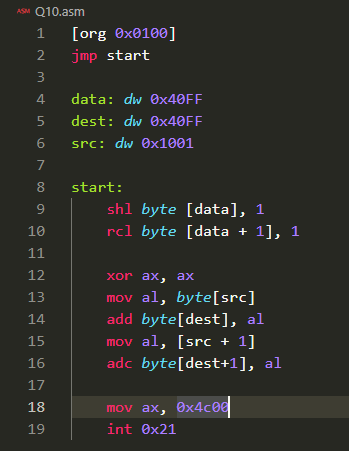 ASM Q10.asm
1 [org 0x0100]
2 jmp start
3
4 data: dw 0x40FF
5 dest: dw 0x40FF
6 src: dw 0x1001
7
8 start:
9     shl byte [data], 1
10     rcl byte [data + 1], 1
11
12     xor ax, ax
13     mov al, byte[src]
14     add byte[dest], al
15     mov al, [src + 1]
16     adc byte[dest+1], al
17
18     mov ax, 0x4c00
19     int 0x21